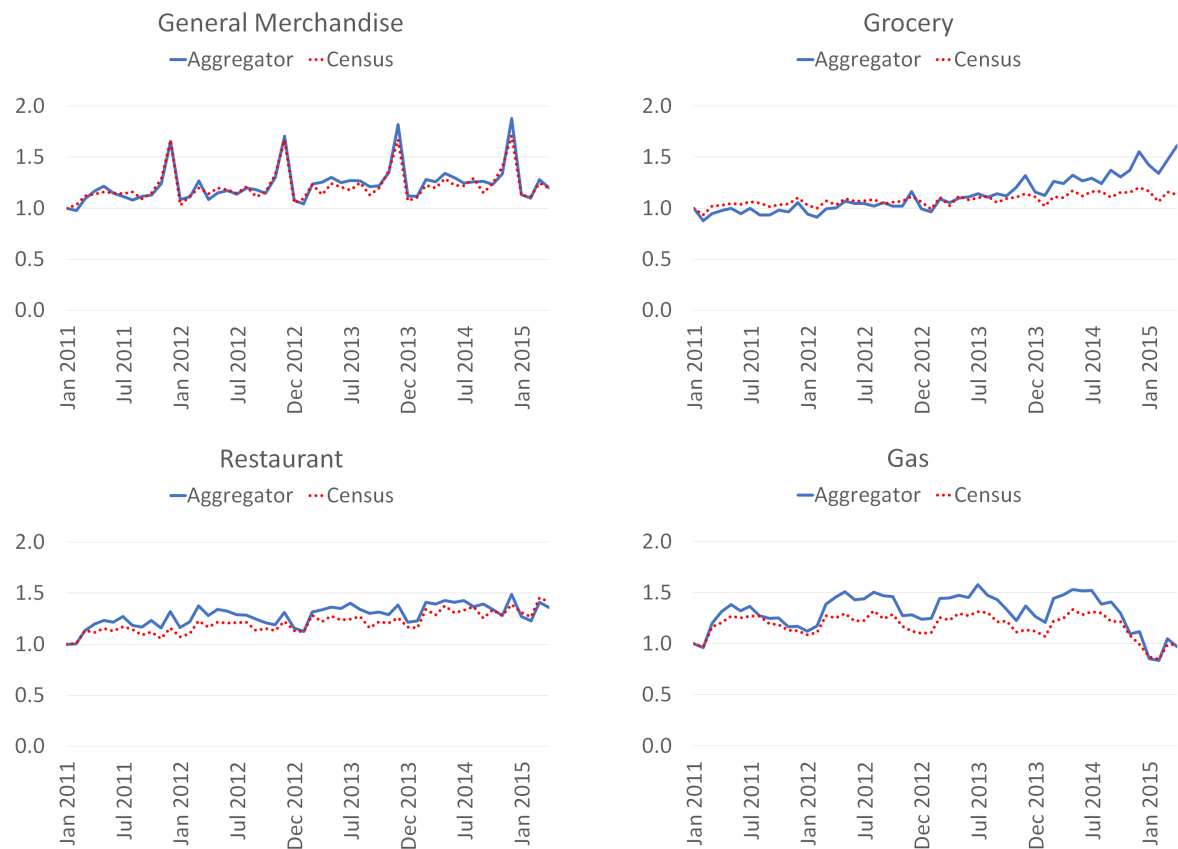 General Merchandise
Aggregator Census
2.0
1.5
1.0
0.5
0.0
Jan 2011
Jul 2011
Jan 2012
Jul 2012
Dec 2012
Jul 2013
Dec 2013
Jul 2014
Jan 2015
Grocery
Aggregator Census
2.0
1.5
1.0
0.5
0.0
Jan 2011
Jul 2011
Jan 2012
Jul 2012
Dec 2012
Jul 2013
Dec 2013
Jul 2014
Jan 2015
Restaurant
Aggregator Census
2.0
1.5
1.0
0.5
0.0
Jan 2011
Jul 2011
Jan 2012
Jul 2012
Dec 2012
Jul 2013
Dec 2013
Jul 2014
Jan 2015
Gas
Aggregator Census
2.0
1.5
1.0
0.5
0.0
Jan 2011
Jul 2011
Jan 2012
Jul 2012
Dec 2012
Jul 2013
Dec 2013
Jul 2014
Jan 2015